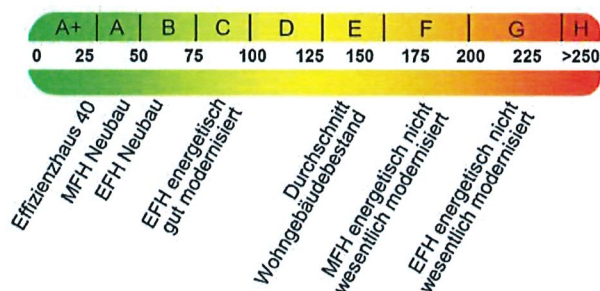 A+ A B C D E F G H
0 25 50 75 100 125 150 175 200 225 >250
Effizienzhaus 40
MFH Neubau
EFH Neubau
EFH energetisch
gut modernisiert
Durchschnitt
Wohngebäudebestand
MFH energetisch nicht
wesentlich modernisiert
EFH energetisch nicht
wesentlich modernisiert